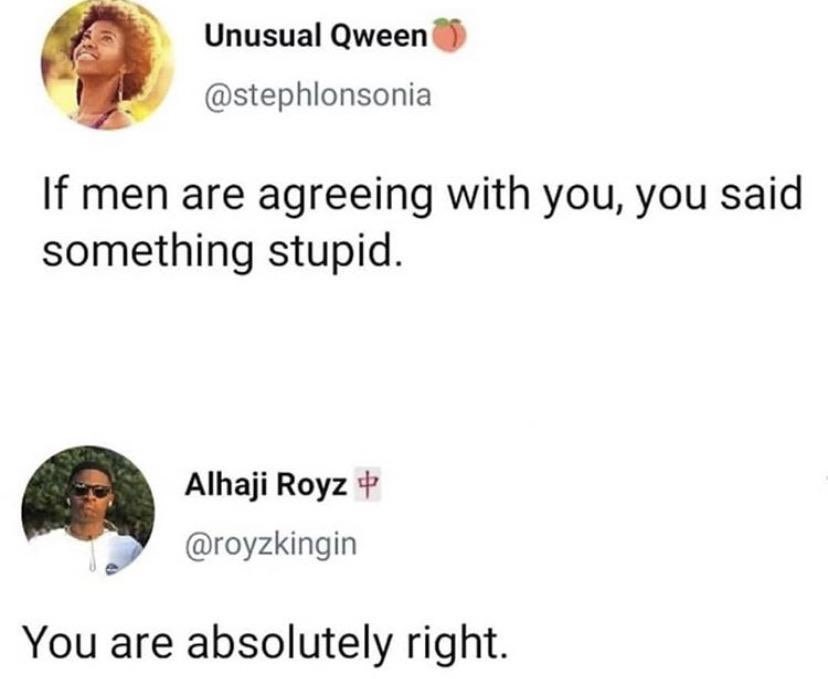 Unusual Qween🍑
@stephlonsonia
If men are agreeing with you, you said
something stupid.
Alhaji Royz 中
@royzkingin
You are absolutely right.